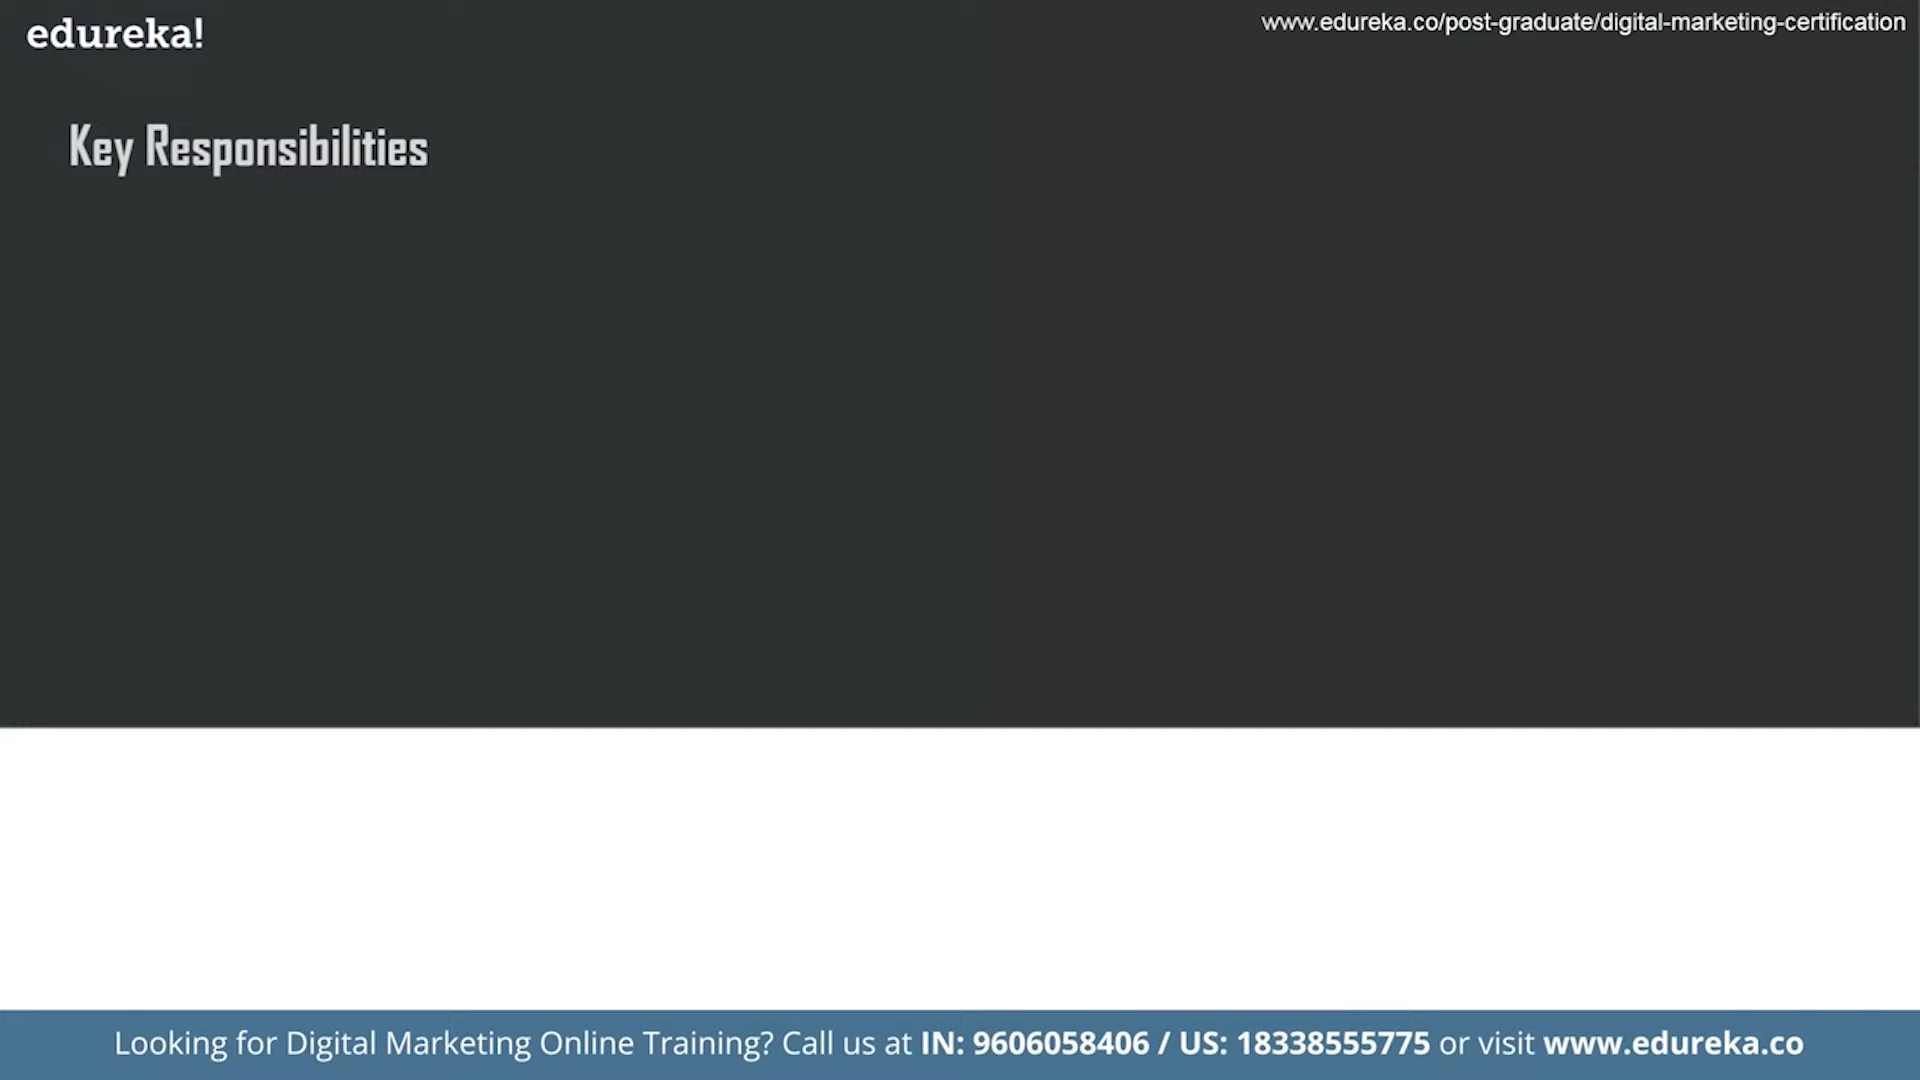 edureka!
www.edureka.co/post-graduate/digital-marketing-certification
Key Responsibilities
Looking for Digital Marketing Online Training? Call us at IN: 9606058406 / US: 18338555775 or visit www.edureka.co